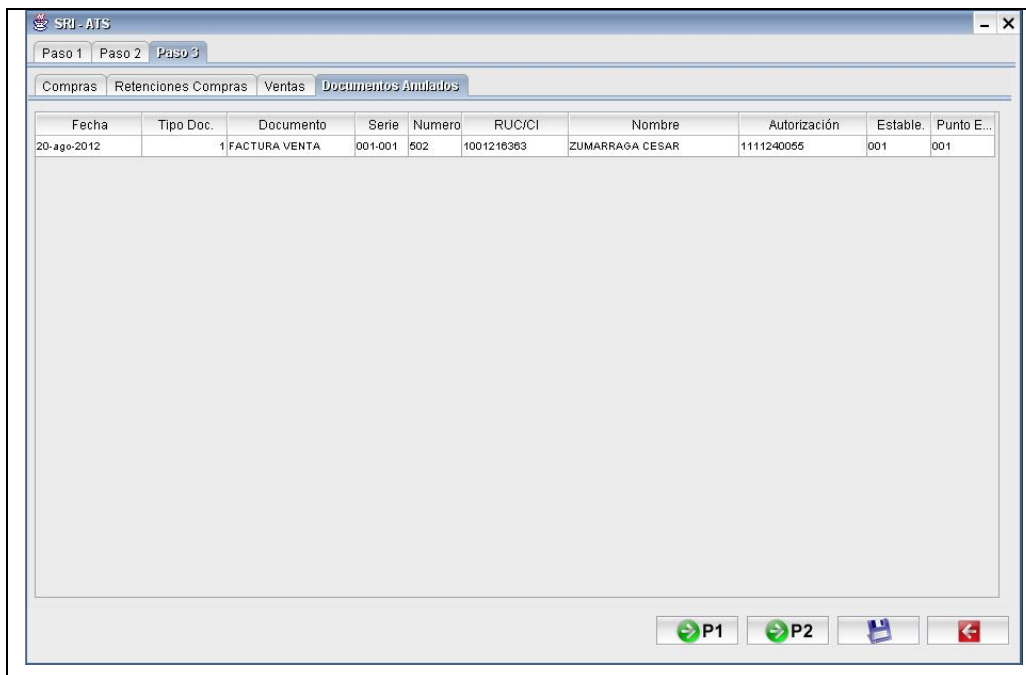 SRI - ATS
Paso 1 Paso 2 Paso 3
Compras Retenciones Compras Ventas Documentos Anulados
Fecha Tipo Doc. Documento Serie Numero RUC/CI Nombre Autorización Estable. Punto E...
20-ago-2012 1 FACTURA VENTA 001-001 502 1001216363 ZUMARRAGA CESAR 1111240055 001 001
P1 P2